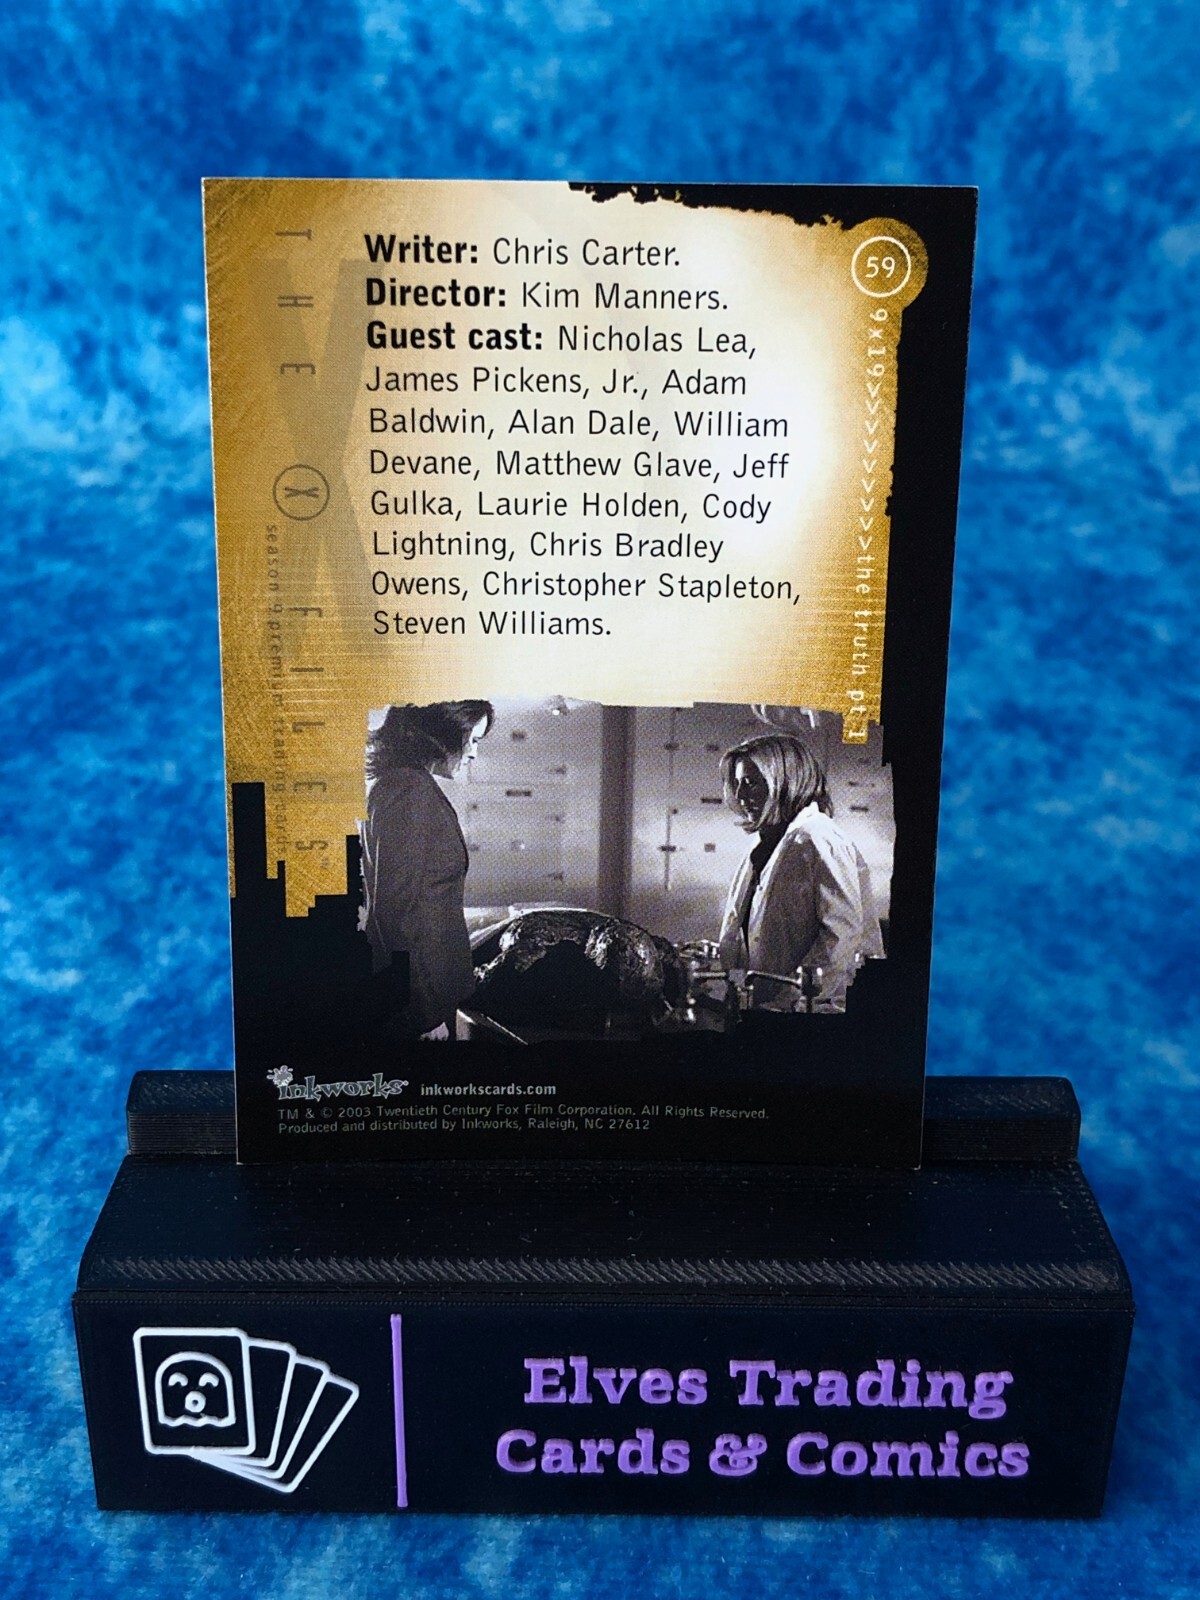 Writer: Chris Carter.
Director: Kim Manners.
Guest cast: Nicholas Lea,
James Pickens, Jr., Adam
Baldwin, Alan Dale, William
Devane, Matthew Glave, Jeff
Gulka, Laurie Holden, Cody
Lightning, Chris Bradley
Owens, Christopher Stapleton,
Steven Williams.
59
9x19>>>>>>>>>>the truth pt.1
THE X FILES™
season 9 premium trading cards
inkworks inkworkscards.com
TM & © 2003 Twentieth Century Fox Film Corporation. All Rights Reserved.
Produced and distributed by Inkworks, Raleigh, NC 27612
Elves Trading
Cards & Comics